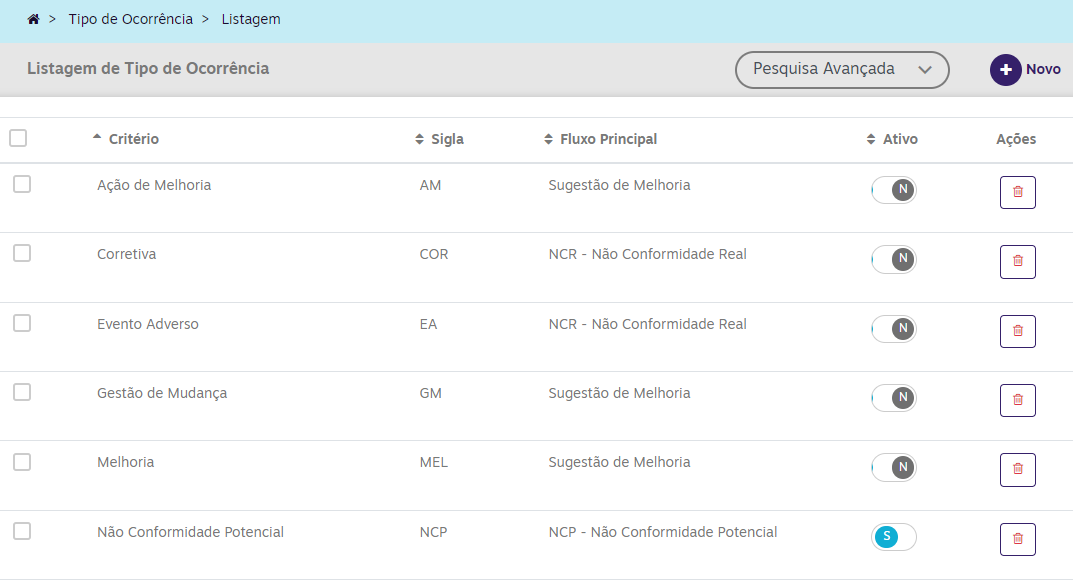 > Tipo de Ocorrência > Listagem
Listagem de Tipo de Ocorrência Pesquisa Avançada Novo
Critério Sigla Fluxo Principal Ativo Ações
Ação de Melhoria AM Sugestão de Melhoria N
Corretiva COR NCR - Não Conformidade Real N
Evento Adverso EA NCR - Não Conformidade Real N
Gestão de Mudança GM Sugestão de Melhoria N
Melhoria MEL Sugestão de Melhoria N
Não Conformidade Potencial NCP NCP - Não Conformidade Potencial S